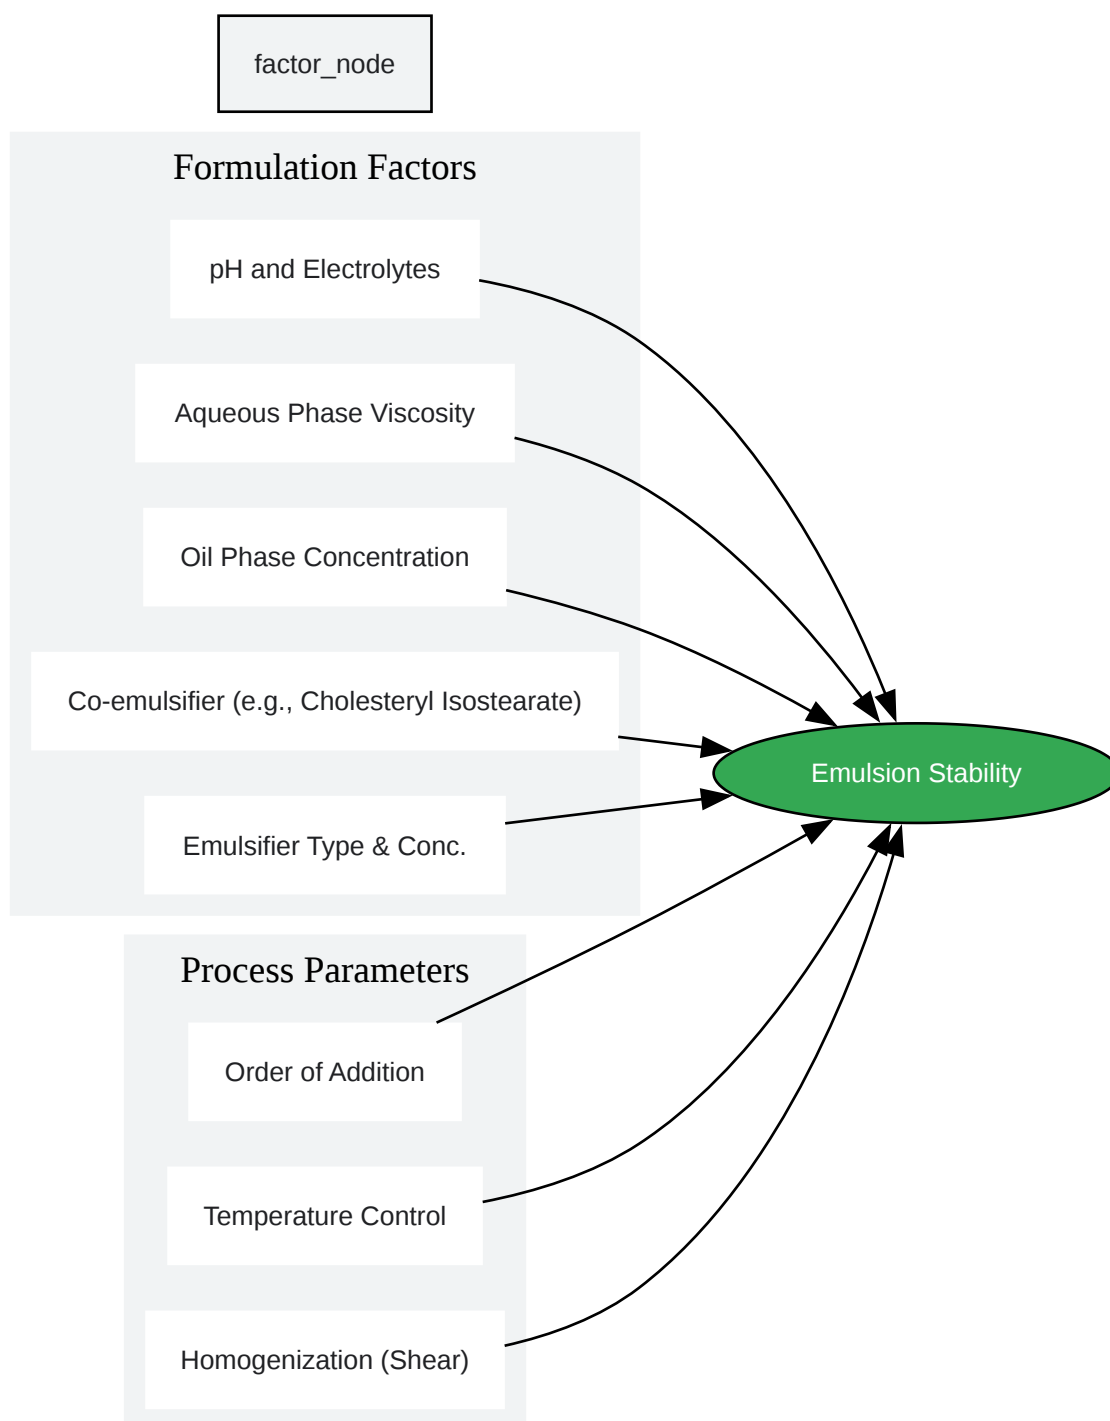 factor_node
Formulation Factors
pH and Electrolytes
Aqueous Phase Viscosity
Oil Phase Concentration
Co-emulsifier (e.g., Cholesteryl Isostearate)
Emulsifier Type & Conc.
Emulsion Stability
Process Parameters
Order of Addition
Temperature Control
Homogenization (Shear)